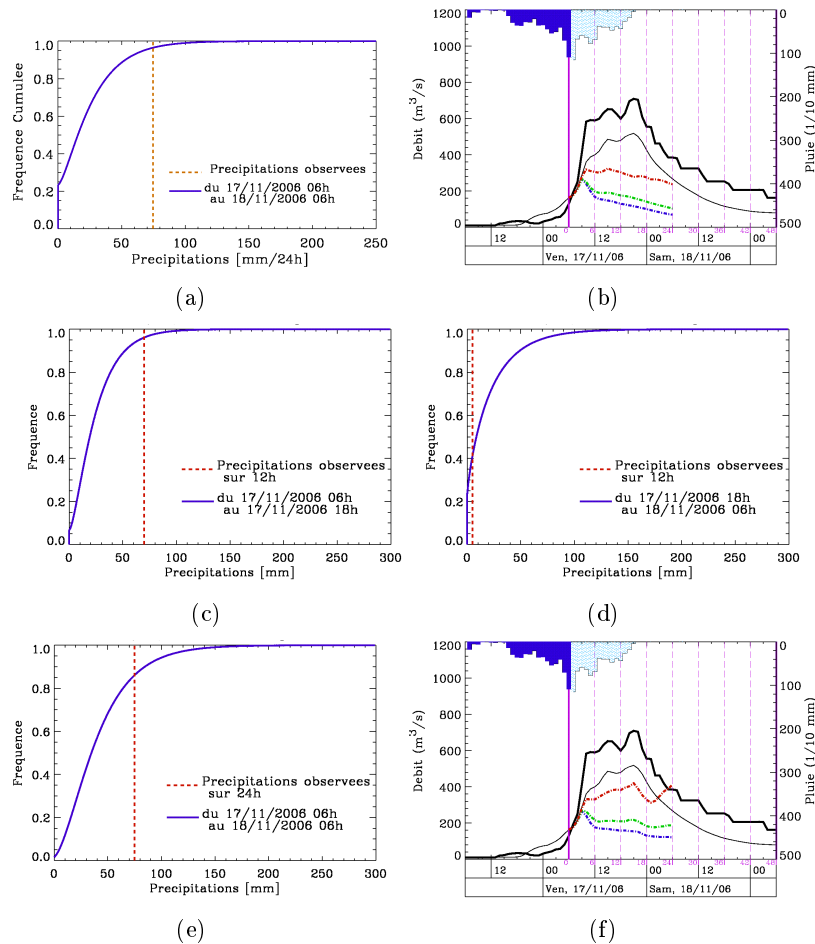 1.0
0.8
0.6
0.4
0.2
0.0
Frequence Cumulee
Precipitations observees
du 17/11/2006 06h
au 18/11/2006 06h
0 50 100 150 200 250
Precipitations [mm/24h]
(a)
1200
1000
800
600
400
200
0
Debit (m³/s)
0
100
200
300
400
500
Pluie (1/10 mm)
0 6 12 18 24 30 36 42 48
12 00 12 00 12 00
Ven, 17/11/06 Sam, 18/11/06
(b)
1.0
0.8
0.6
0.4
0.2
0.0
Frequence
Precipitations observees
sur 12h
du 17/11/2006 06h
au 17/11/2006 18h
0 50 100 150 200 250 300
Precipitations [mm]
(c)
1.0
0.8
0.6
0.4
0.2
0.0
Frequence
Precipitations observees
sur 12h
du 17/11/2006 18h
au 18/11/2006 06h
0 50 100 150 200 250 300
Precipitations [mm]
(d)
1.0
0.8
0.6
0.4
0.2
0.0
Frequence
Precipitations observees
sur 24h
du 17/11/2006 06h
au 18/11/2006 06h
0 50 100 150 200 250 300
Precipitations [mm]
(e)
1200
1000
800
600
400
200
0
Debit (m³/s)
0
100
200
300
400
500
Pluie (1/10 mm)
0 6 12 18 24 30 36 42 48
12 00 12 00 12 00
Ven, 17/11/06 Sam, 18/11/06
(f)